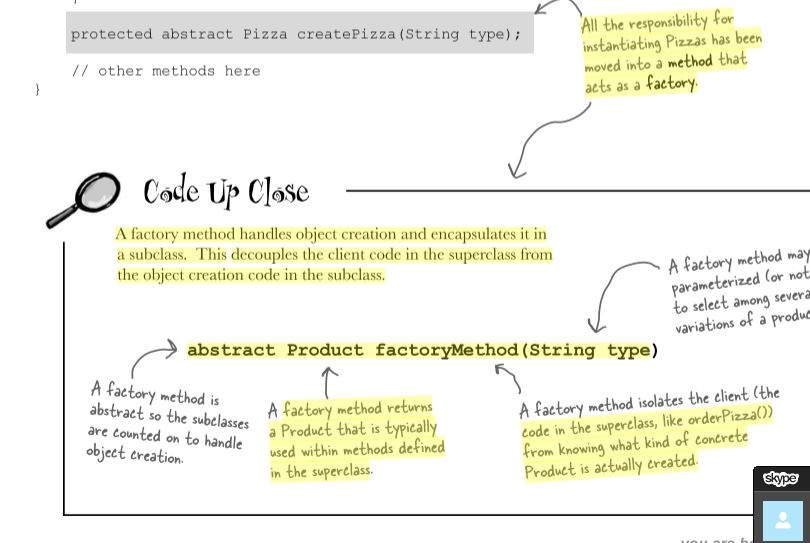 }
protected abstract Pizza createPizza(String type);
// other methods here
}
All the responsibility for
instantiating Pizzas has been
moved into a method that
acts as a factory.
Code Up Close
A factory method handles object creation and encapsulates it in
a subclass. This decouples the client code in the superclass from
the object creation code in the subclass.
A factory method may
parameterized (or not
to select among severa
variations of a produc
abstract Product factoryMethod(String type)
A factory method is
abstract so the subclasses
are counted on to handle
object creation.
A factory method returns
a Product that is typically
used within methods defined
in the superclass.
A factory method isolates the client (the
code in the superclass, like orderPizza())
from knowing what kind of concrete
Product is actually created.
skype